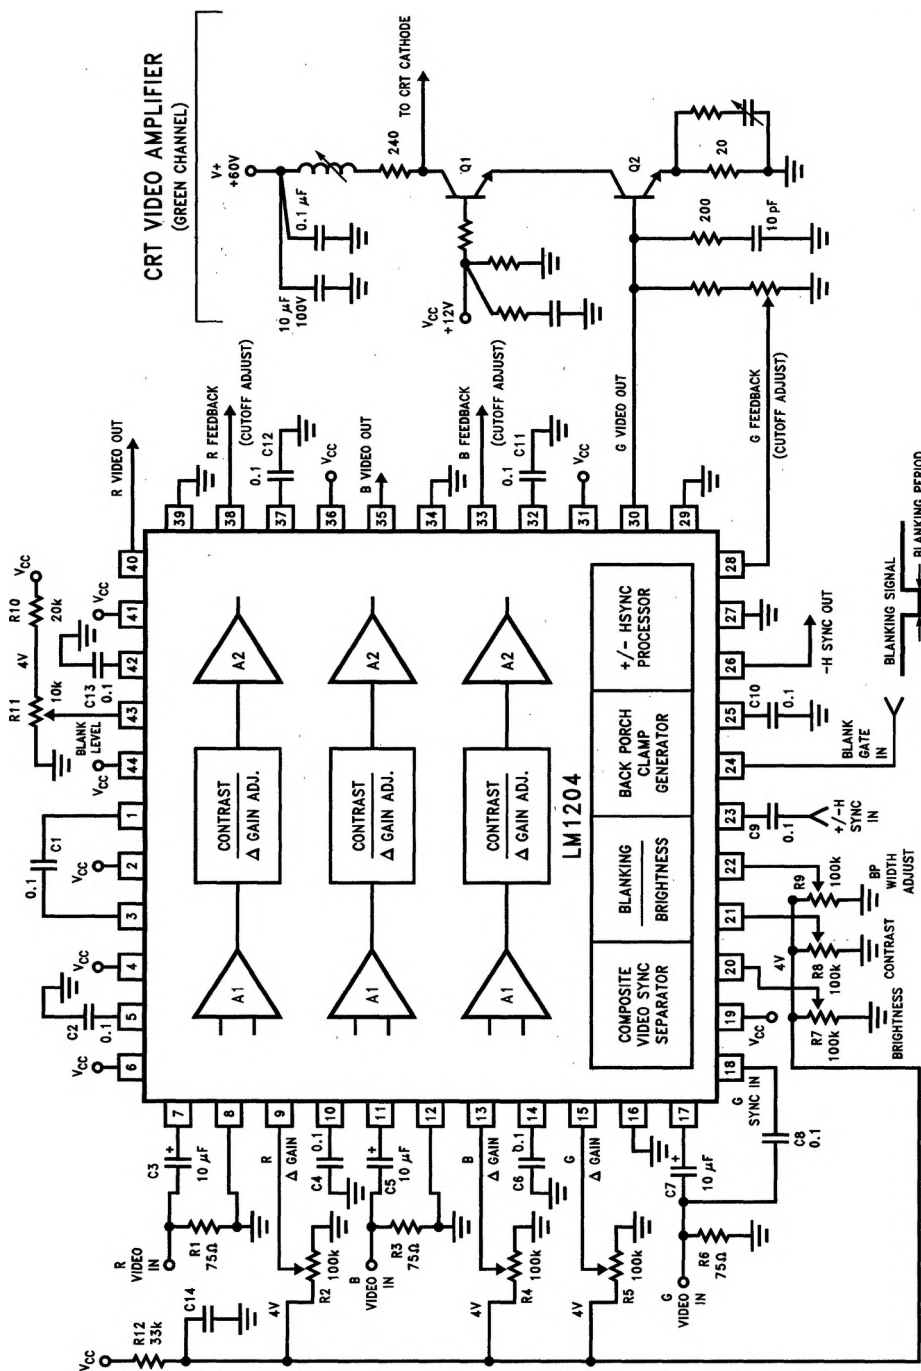 CRT VIDEO AMPLIFIER
(GREEN CHANNEL)
V+
+60V
0.1 µF
10 µF
100V
240
TO CRT CATHODE
Q1
VCC
+12V
Q2
20
200
10 pF
G VIDEO OUT
G FEEDBACK
(CUTOFF ADJUST)
R VIDEO OUT
R FEEDBACK
(CUTOFF ADJUST)
0.1
C12
VCC
B VIDEO OUT
B FEEDBACK
(CUTOFF ADJUST)
0.1
C11
VCC
39
38
37
36
35
34
33
32
31
30
29
VCC
R10
20k
4V
R11
10k
BLANK
LEVEL
VCC
C13
0.1
VCC
C1
0.1
VCC
VCC
C2
0.1
VCC
40
41
42
43
44
1
2
3
4
5
6
A2
A2
A2
CONTRAST
Δ GAIN ADJ.
CONTRAST
Δ GAIN ADJ.
CONTRAST
Δ GAIN ADJ.
A1
A1
A1
LM1204
COMPOSITE
VIDEO SYNC
SEPARATOR
BLANKING
BRIGHTNESS
BACK PORCH
CLAMP
GENERATOR
+/- HSYNC
PROCESSOR
28
27
26
25
24
23
22
21
20
19
18
-H SYNC OUT
C10
0.1
BLANK
GATE
IN
BLANKING SIGNAL
BLANKING PERIOD
C9
0.1
+/-H
SYNC
IN
R9
100k
BP
WIDTH
ADJUST
4V
R8
100k
CONTRAST
R7
100k
BRIGHTNESS
VCC
G
SYNC IN
C8
0.1
7
8
9
10
11
12
13
14
15
16
17
C3
+
10 µF
R
VIDEO
IN
R1
75Ω
R
Δ GAIN
R2
100k
4V
C4
0.1
C5
+
10 µF
B
VIDEO
IN
R3
75Ω
B
Δ GAIN
R4
100k
4V
C6
0.1
G
Δ GAIN
R5
100k
4V
C7
+
10 µF
G
VIDEO
IN
R6
75Ω
VCC
R12
33k
C14